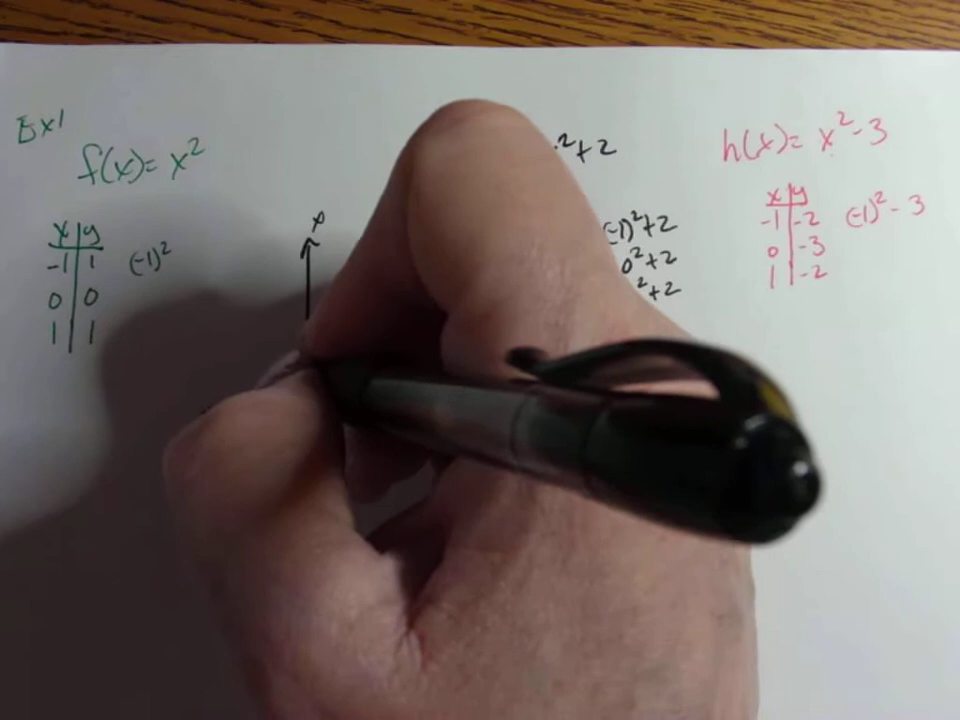 Ex1
f(x)= x²
x y
-1 1 (-1)²
0 0
1 1
²+2
(-1)²+2
0²+2
²+2
h(x)= x²-3
x y
-1 -2 (-1)²-3
0 -3
1 -2